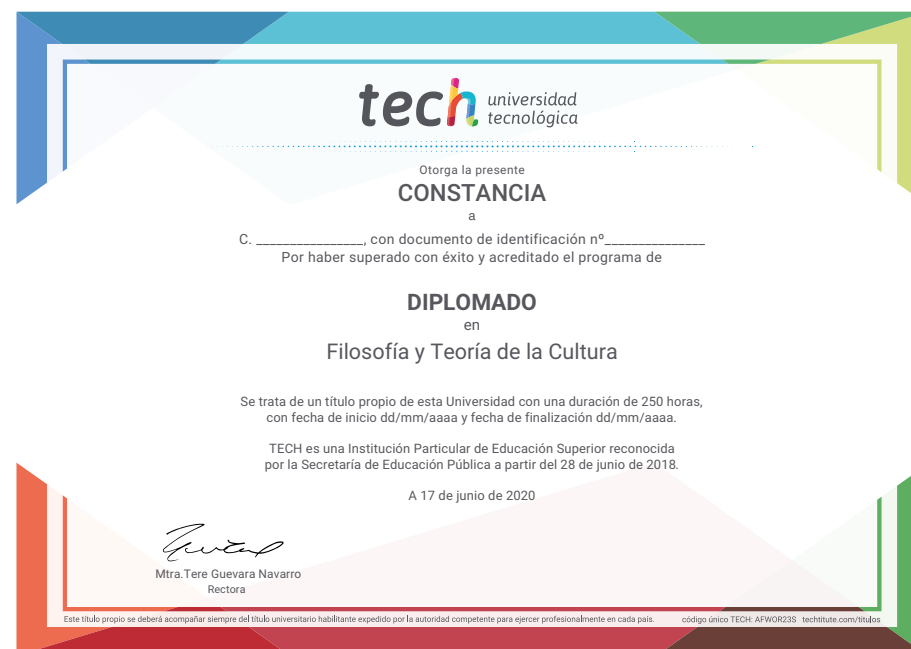 tech universidad
tecnológica
Otorga la presente
CONSTANCIA
a
C. ________________, con documento de identificación nº_______________
Por haber superado con éxito y acreditado el programa de
DIPLOMADO
en
Filosofía y Teoría de la Cultura
Se trata de un título propio de esta Universidad con una duración de 250 horas,
con fecha de inicio dd/mm/aaaa y fecha de finalización dd/mm/aaaa.
TECH es una Institución Particular de Educación Superior reconocida
por la Secretaría de Educación Pública a partir del 28 de junio de 2018.
A 17 de junio de 2020
Mtra.Tere Guevara Navarro
Rectora
Este título propio se deberá acompañar siempre del título universitario habilitante expedido por la autoridad competente para ejercer profesionalmente en cada país. código único TECH: AFWOR23S techtitute.com/titulos